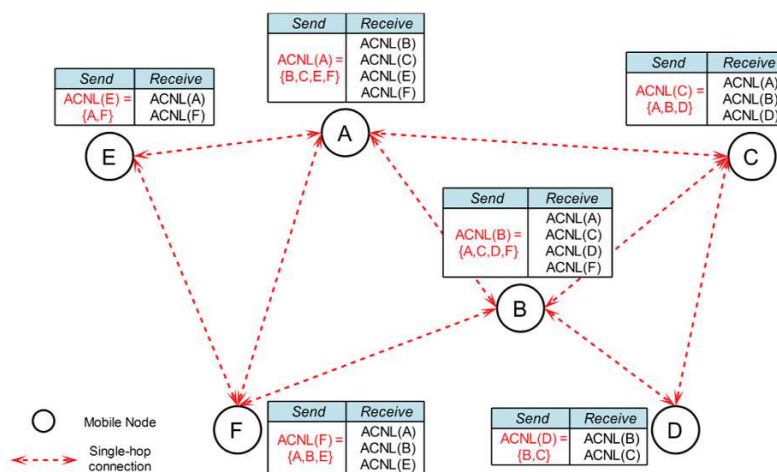 Send Receive
ACNL(A) =
{B,C,E,F}
ACNL(B)
ACNL(C)
ACNL(E)
ACNL(F)
Send Receive
ACNL(E) =
{A,F}
ACNL(A)
ACNL(F)
Send Receive
ACNL(C) =
{A,B,D}
ACNL(A)
ACNL(B)
ACNL(D)
E
A
C
Send Receive
ACNL(B) =
{A,C,D,F}
ACNL(A)
ACNL(C)
ACNL(D)
ACNL(F)
B
F
D
Send Receive
ACNL(F) =
{A,B,E}
ACNL(A)
ACNL(B)
ACNL(E)
Send Receive
ACNL(D) =
{B,C}
ACNL(B)
ACNL(C)
Mobile Node
Single-hop
connection